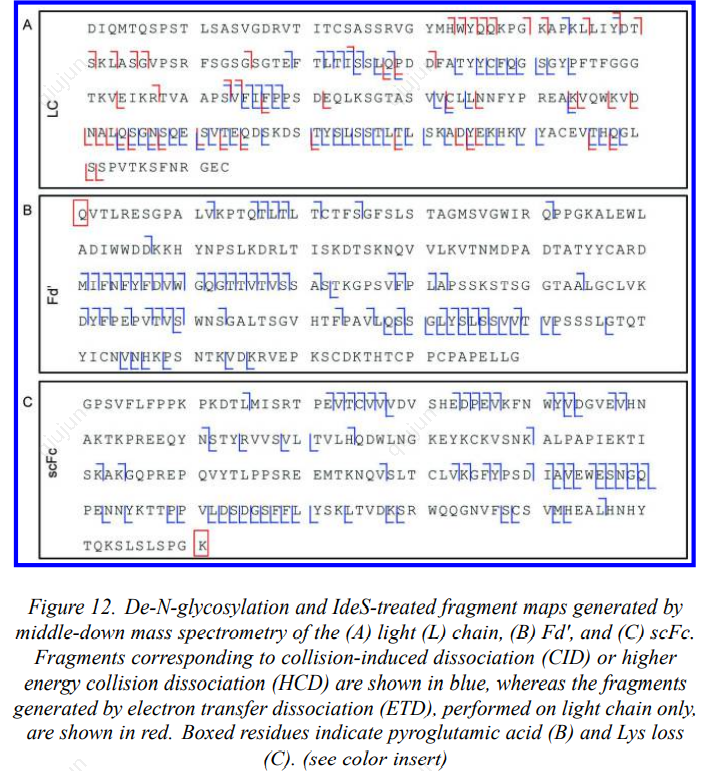 A
DIQMTQSPST LSASVGDRVT ITCSASSRVG YMHWYQQKPG KAPKLLIYDT
SKLASGVPSR FSGSGSGTEF TLTISSLQPD DFATYYCFQG SGYPFTFGGG
LC
TKVEIKRTVA APSVFIFPPS DEQLKSGTAS VVCLLNNFYP REAKVQWKVD
NALQSGNSQE SVTEQDSKDS TYSLSSTLTL SKADYEKHKV YACEVTHQGL
SSPVTKSFNR GEC
B
QVTLRESGPA LVKPTQTLTL TCTFSGFSLS TAGMSVGWIR QPPGKALEWL
ADIWWDDKKH YNPSLKDRLT ISKDTSKNQV VLKVTNMDPA DTATYYCARD
Fd'
MIFNFYFDVW GQGTTVTVSS ASTKGPSVFP LAPSSKSTSG GTAALGCLVK
DYFPEPVTVS WNSGALTSGV HTFPAVLQSS GLYSLSSVVT VPSSSLGTQT
YICNVNHKPS NTKVDKRVEP KSCDKTHTCP PCPAPELLG
C
GPSVFLFPPK PKDTLMISRT PEVTCVVVDV SHEDPEVKFN WYVDGVEVHN
AKTKPREEQY NSTYRVVSVL TVLHQDWLNG KEYKCKVSNK ALPAPIEKTI
scFc
SKAKGQPREP QVYTLPPSRE EMTKNQVSLT CLVKGFYPSD IAVEWESNGQ
PENNYKTTPP VLDSDGSFFL YSKLTVDKSR WQQGNVFSCS VMHEALHNHY
TQKSLSLSPG K
Figure 12. De-N-glycosylation and IdeS-treated fragment maps generated by
middle-down mass spectrometry of the (A) light (L) chain, (B) Fd', and (C) scFc.
Fragments corresponding to collision-induced dissociation (CID) or higher
energy collision dissociation (HCD) are shown in blue, whereas the fragments
generated by electron transfer dissociation (ETD), performed on light chain only,
are shown in red. Boxed residues indicate pyroglutamic acid (B) and Lys loss
(C). (see color insert)